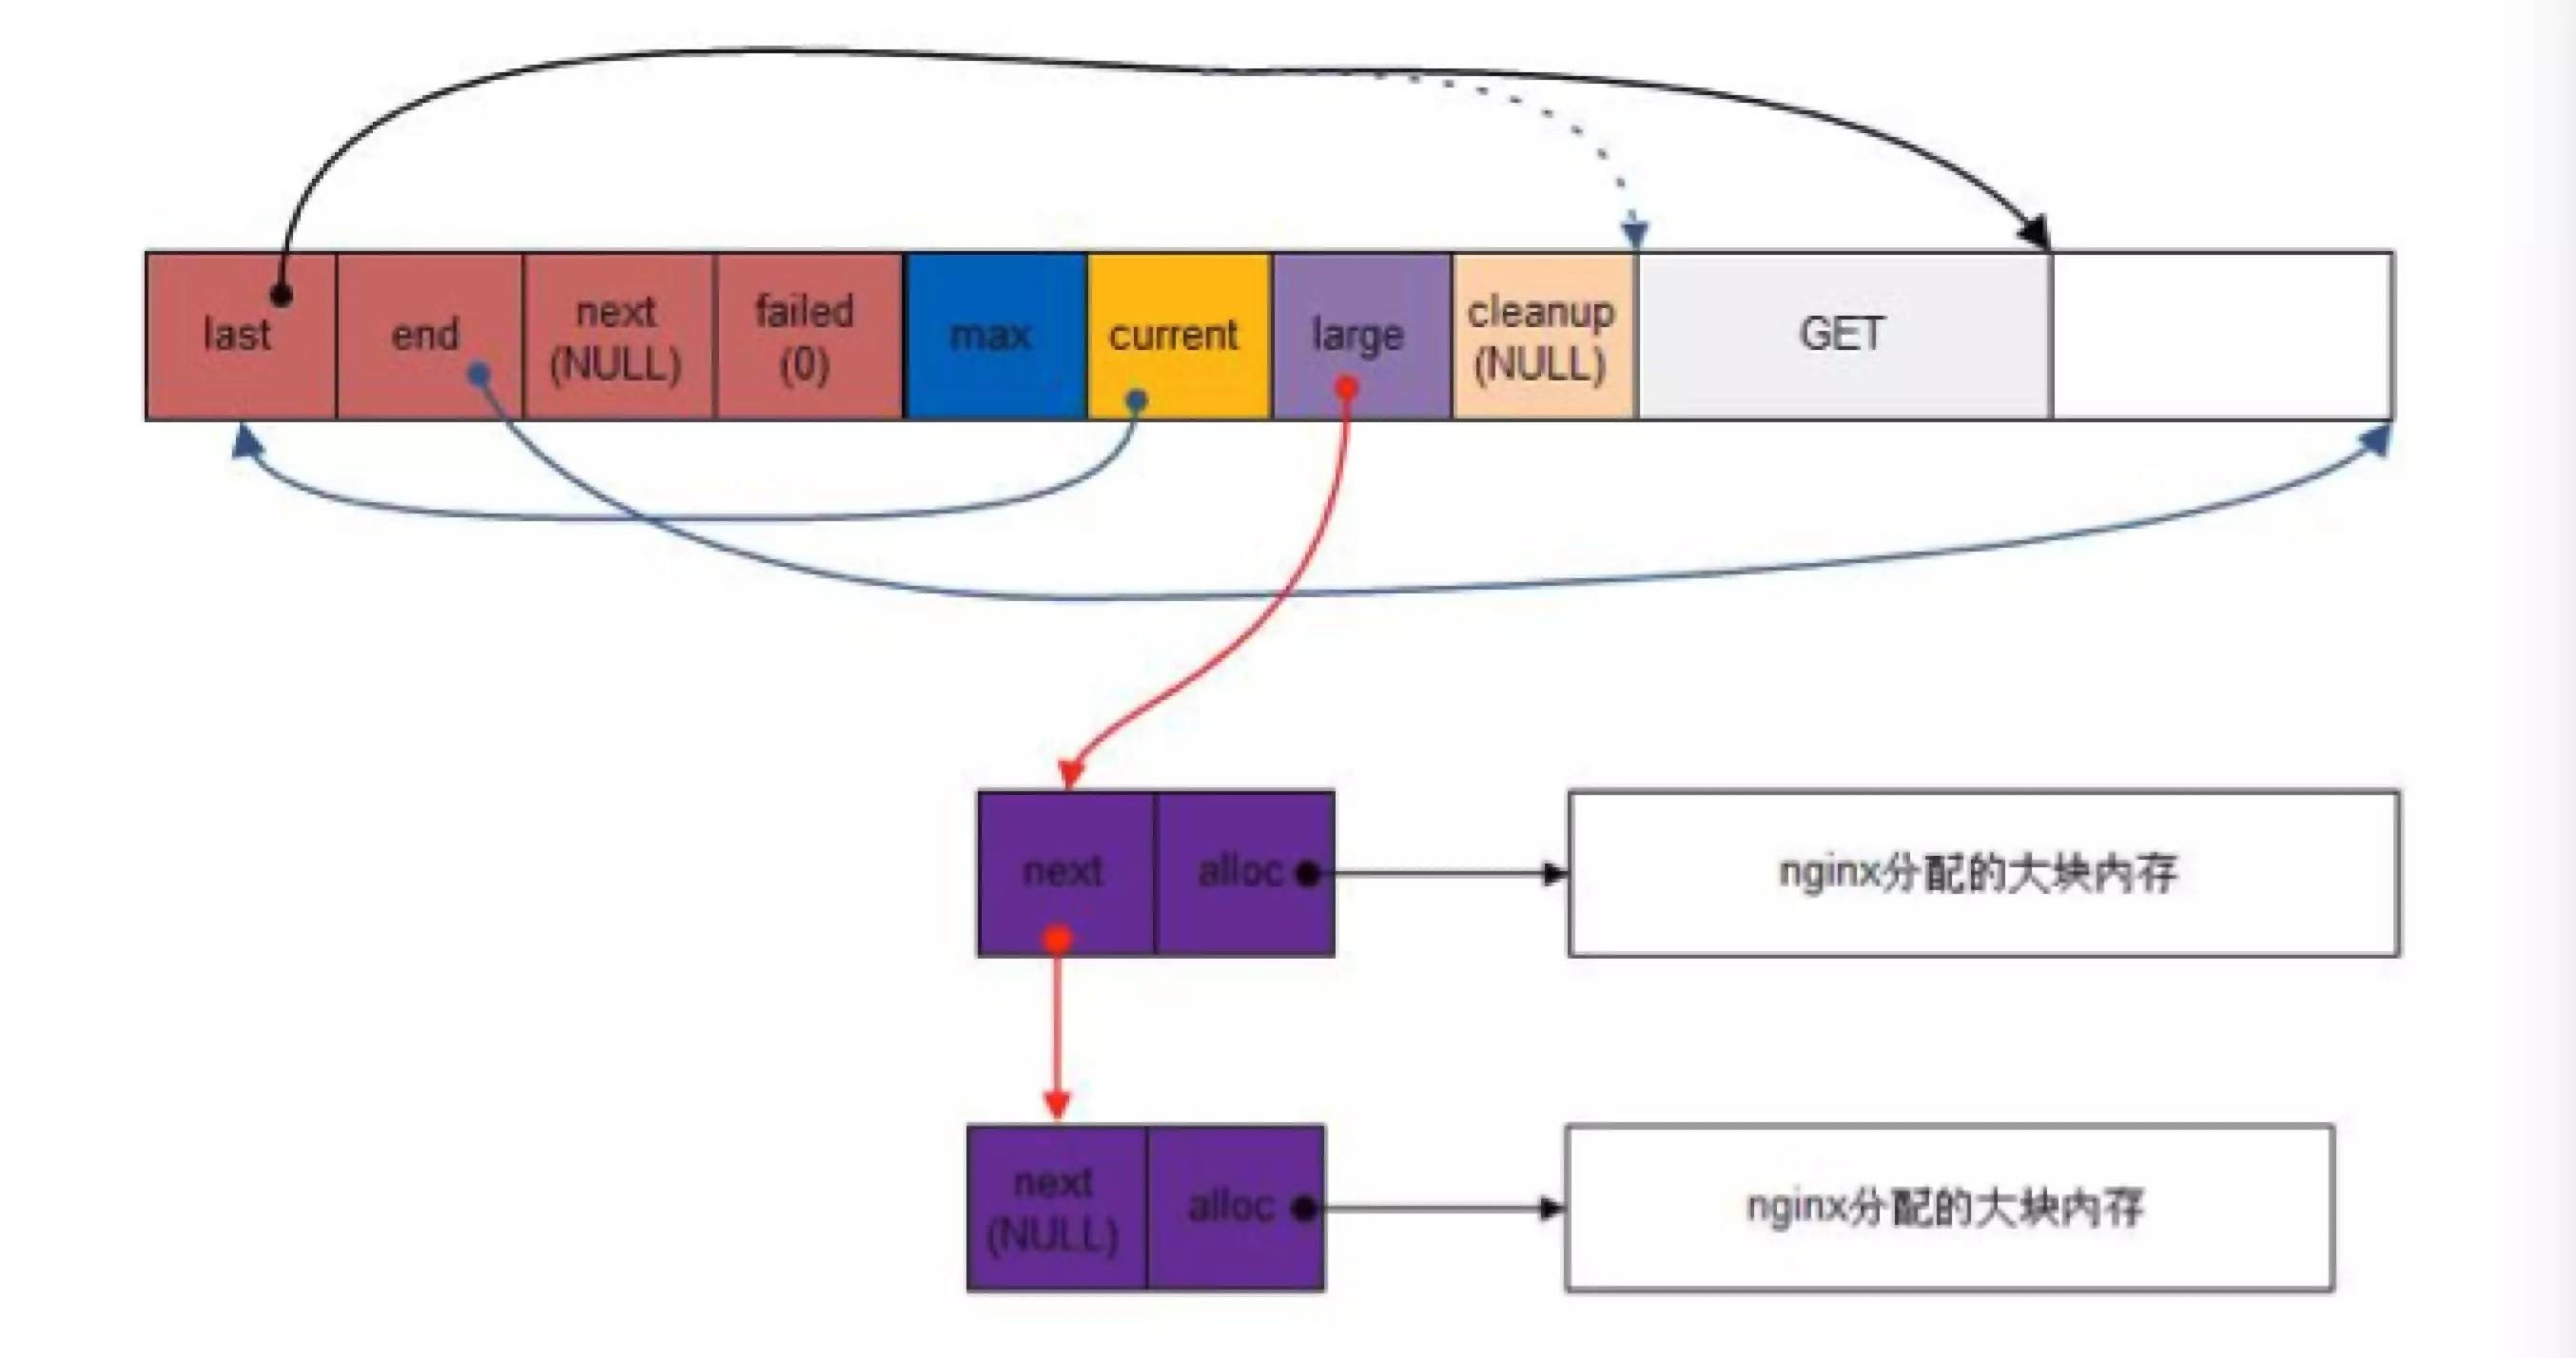 last
end
next
(NULL)
failed
(0)
max
current
large
cleanup
(NULL)
GET
next
alloc
nginx分配的大块内存
next
(NULL)
alloc
nginx分配的大块内存